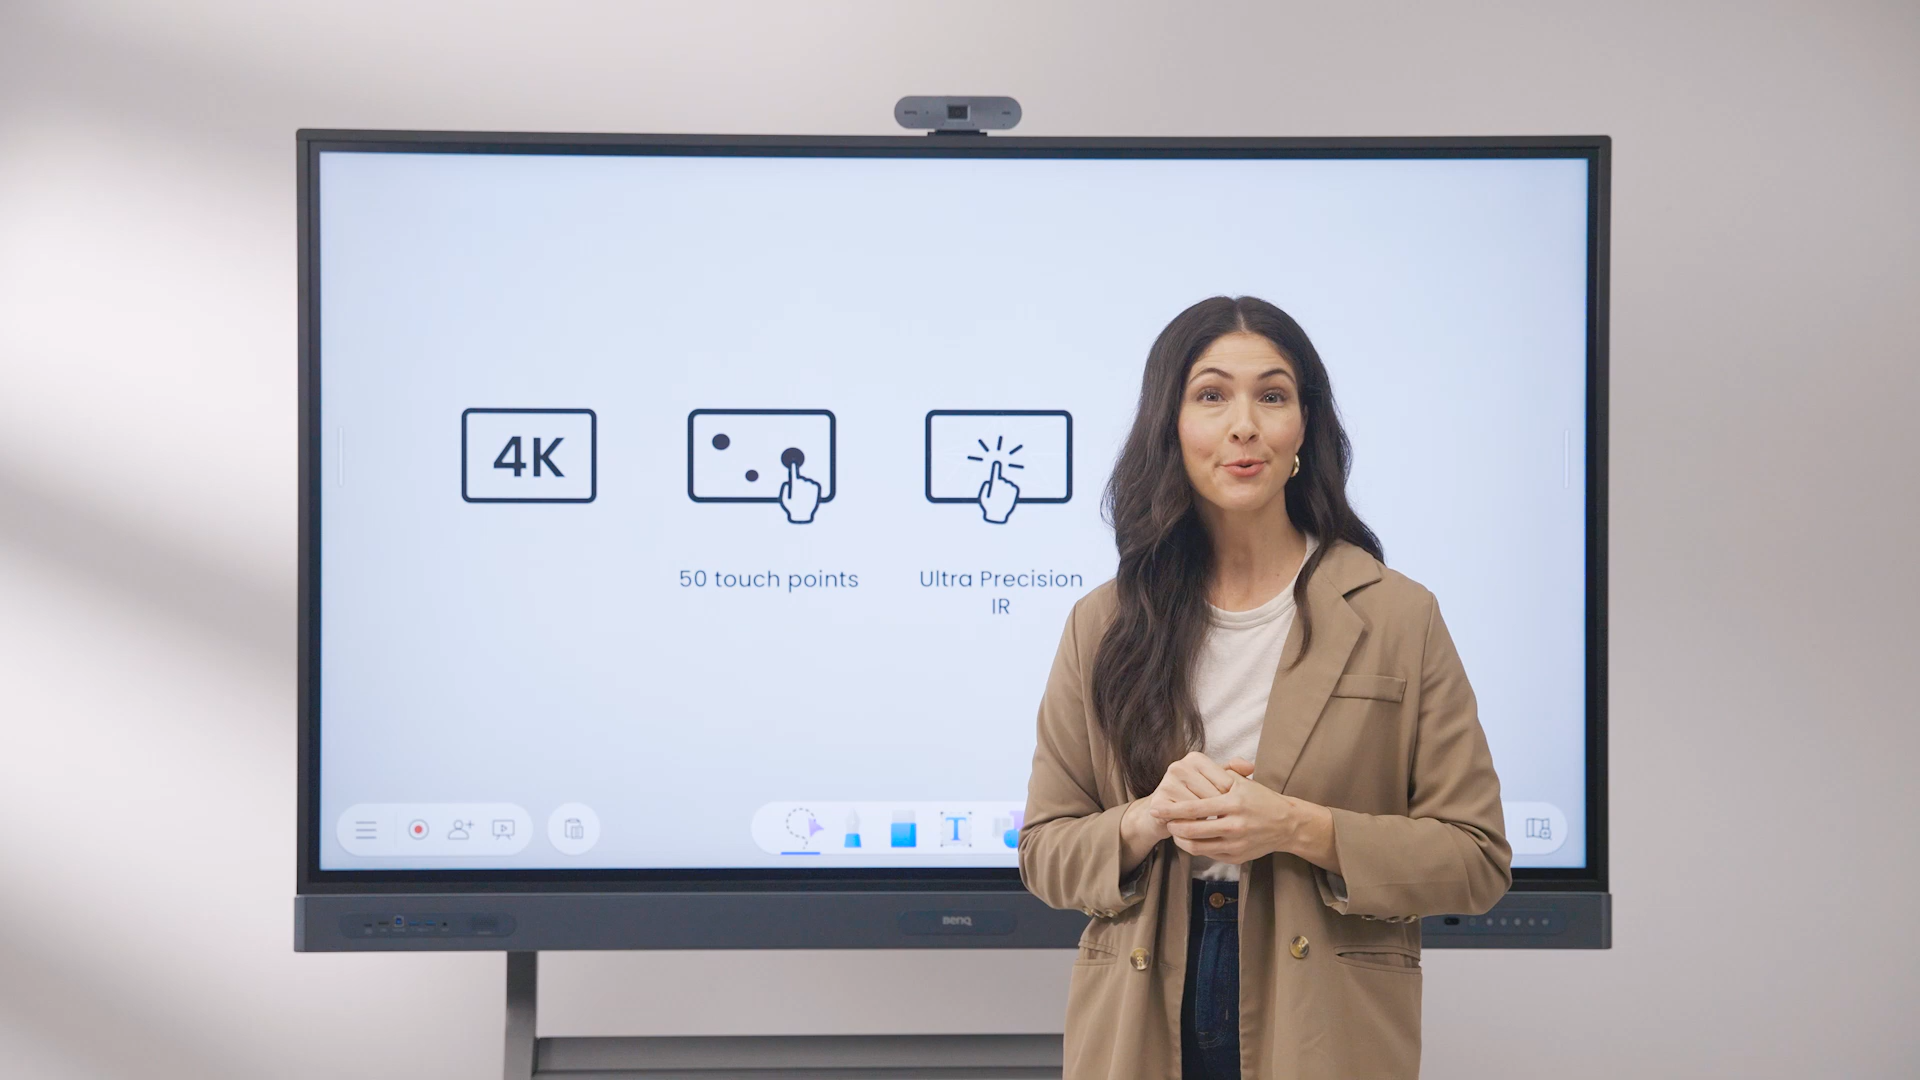 4K
50 touch points
Ultra Precision
IR
T
BenQ